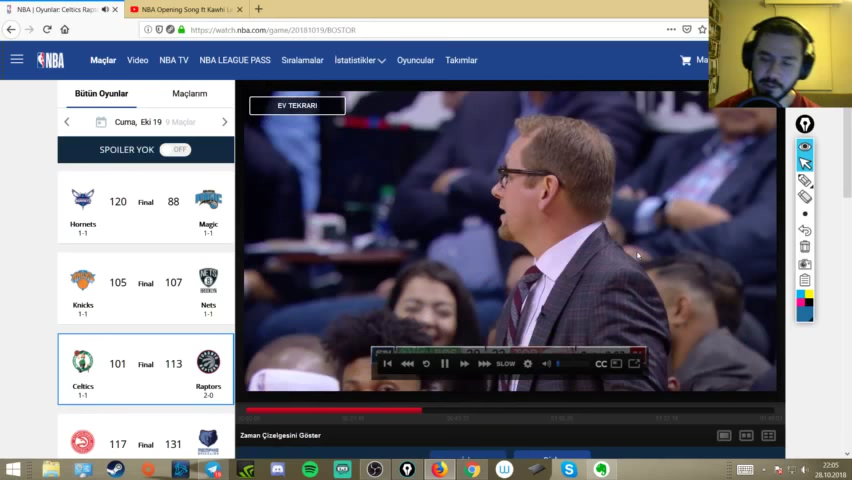 NBA | Oyunlar: Celtics Rapt
NBA Opening Song ft Kawhi Le
https://watch.nba.com/game/20181019/BOSTOR
NBA
Maçlar
Video
NBA TV
NBA LEAGUE PASS
Sıralamalar
İstatistikler
Oyuncular
Takımlar
Ma
Bütün Oyunlar
Maçlarım
Cuma, Eki 19
9 Maçlar
SPOILER YOK
OFF
120 Final 88
Hornets Magic
1-1 1-1
105 Final 107
Knicks Nets
1-1 1-1
101 Final 113
Celtics Raptors
1-1 2-0
117 Final 131
EV TEKRARI
SLOW
CC
Zaman Çizelgesini Göster
22:05
28.10.2018